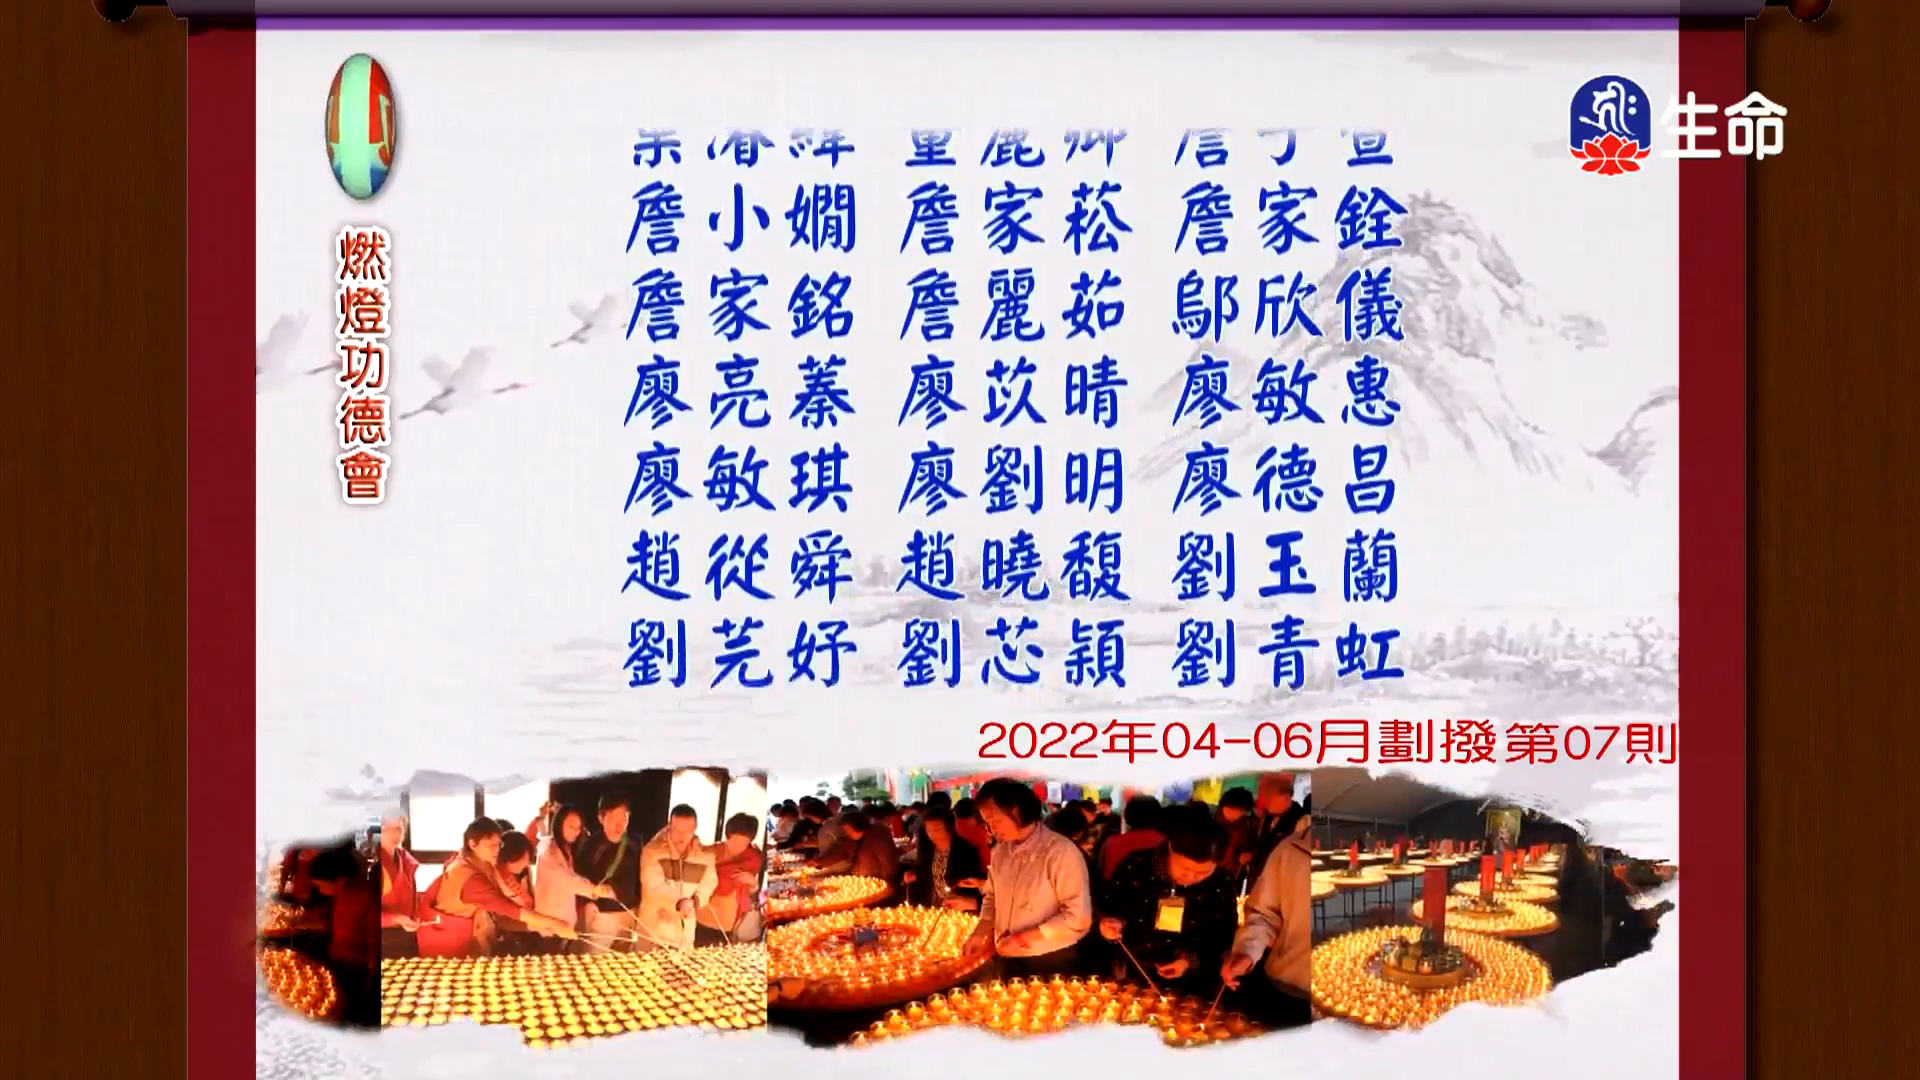 生命
燃燈功德會
詹小嫺 詹家菘 詹家銓
詹家銘 詹麗茹 鄔欣儀
廖亮蓁 廖苡晴 廖敏惠
廖敏琪 廖劉明 廖德昌
趙從舜 趙曉馥 劉玉蘭
劉芫妤 劉芯穎 劉青虹
2022年04-06月劃撥第07則